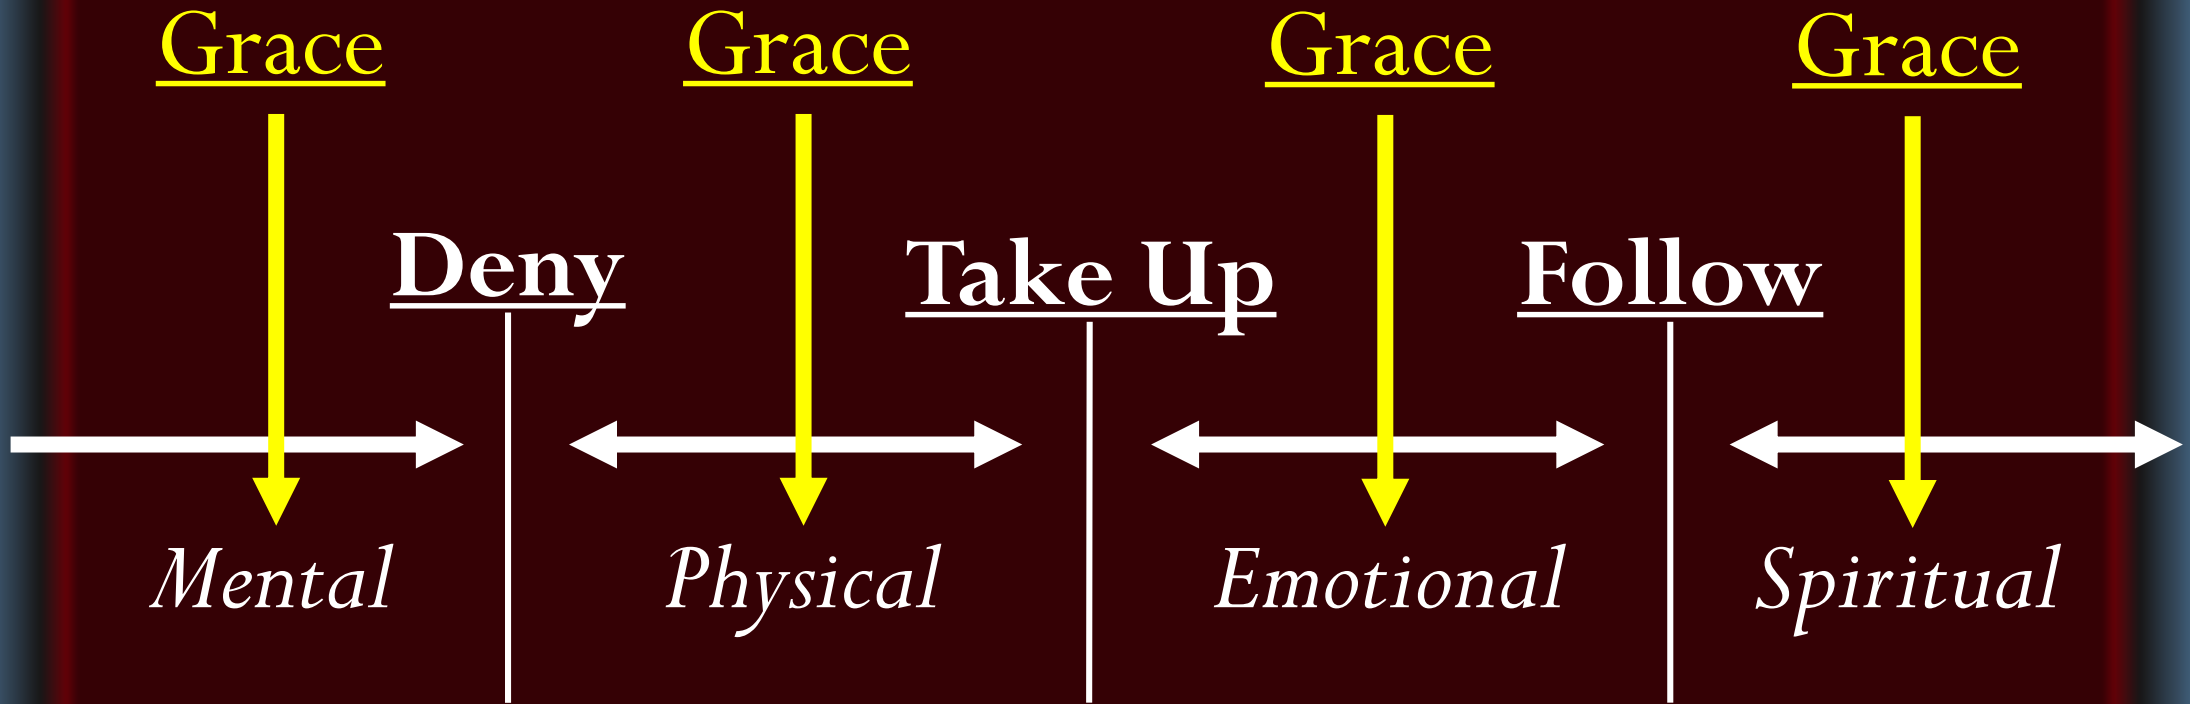 Grace Grace Grace Grace
Deny Take Up Follow
Mental Physical Emotional Spiritual